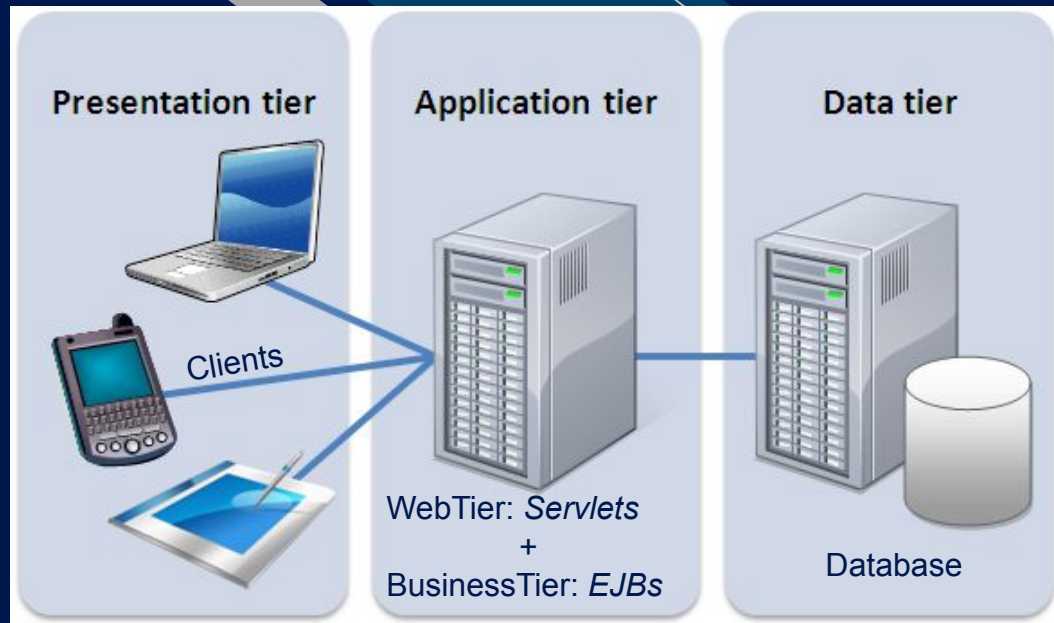 Presentation tier
Application tier
Data tier
Clients
WebTier: Servlets
+
BusinessTier: EJBs
Database